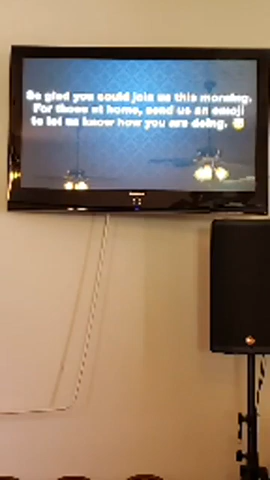 So glad you could join us this morning.
For those at home, send us an emoji
to let us know how you are doing. 😀